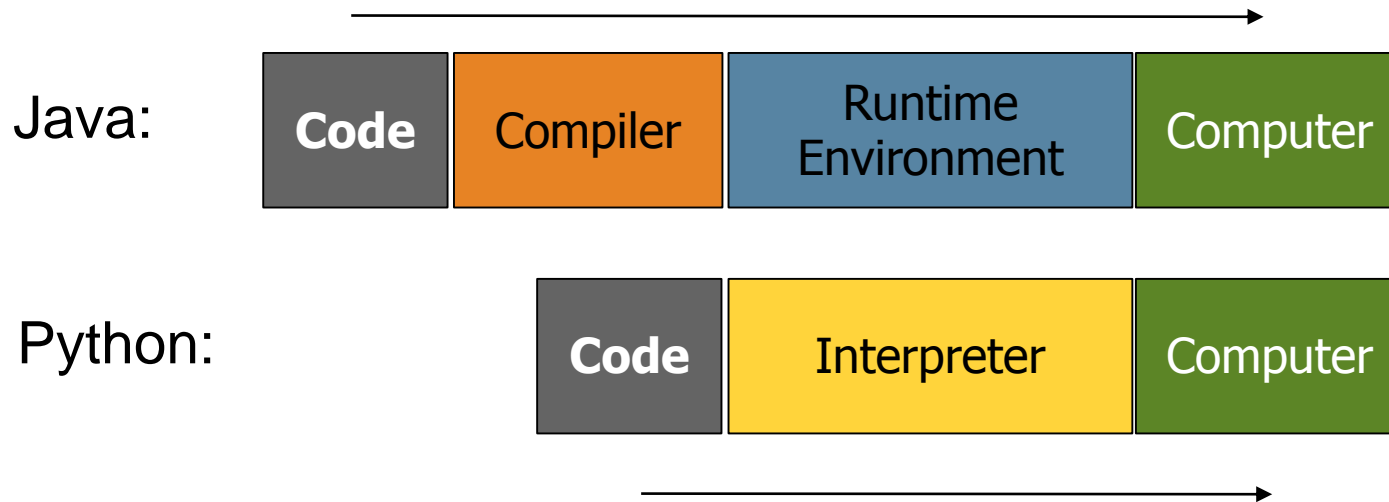 Java:
Code
Compiler
Runtime
Environment
Computer
Python:
Code
Interpreter
Computer